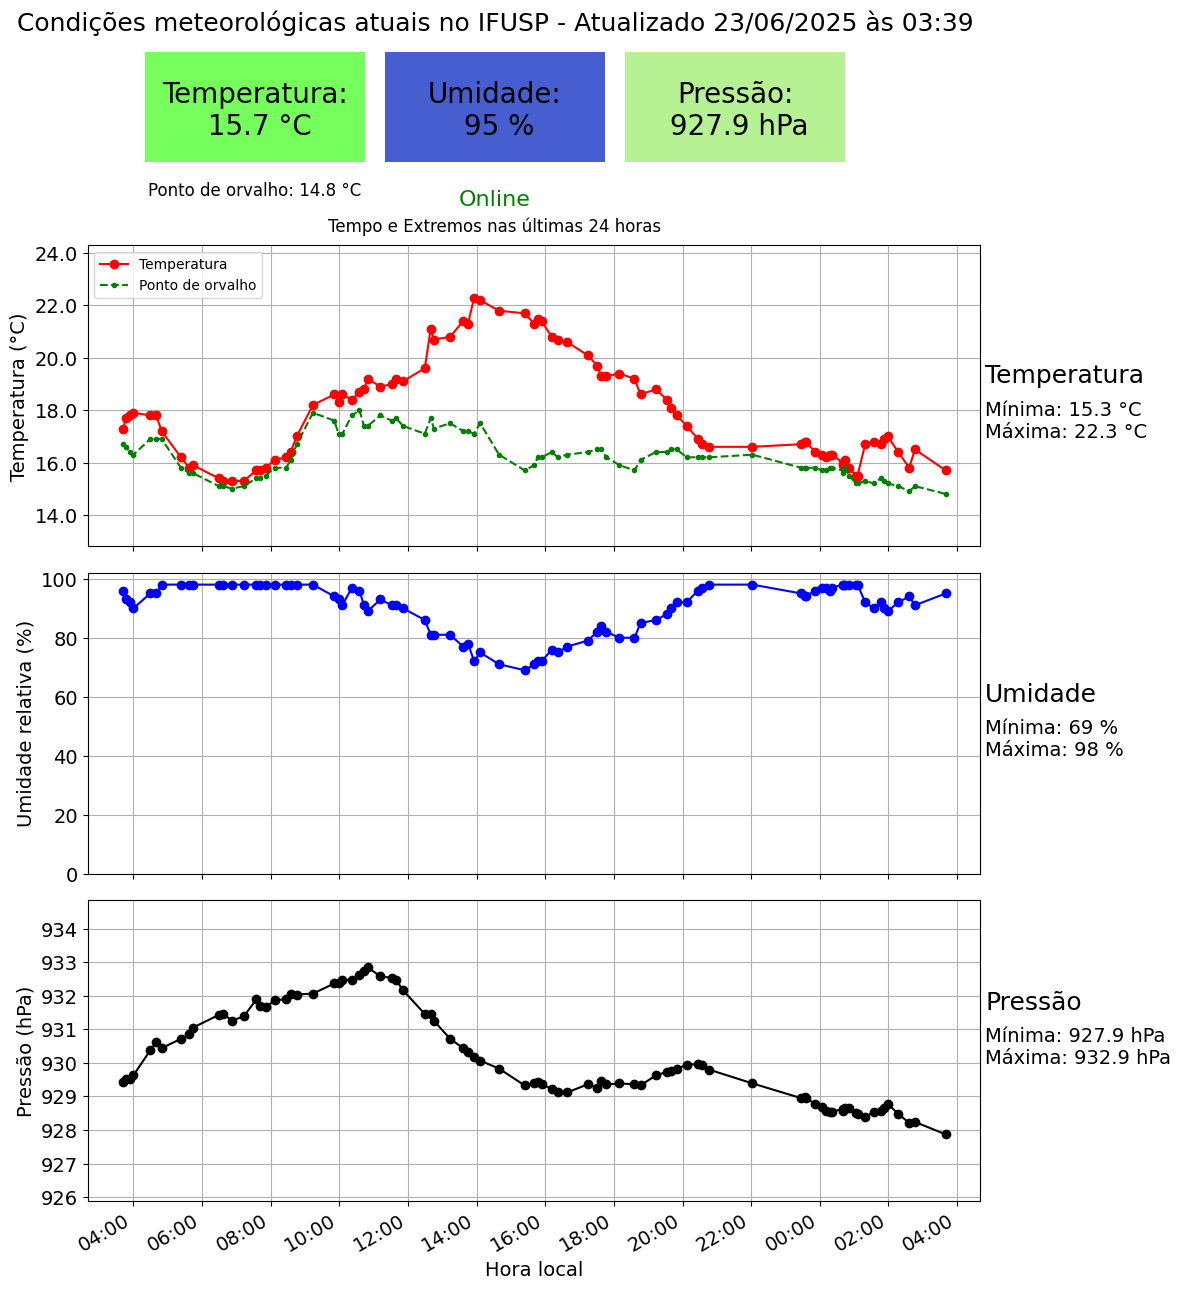 Condições meteorológicas atuais no IFUSP - Atualizado 23/06/2025 às 03:39
Temperatura:
15.7 °C
Umidade:
95 %
Pressão:
927.9 hPa
Ponto de orvalho: 14.8 °C
Online
Tempo e Extremos nas últimas 24 horas
Temperatura
Ponto de orvalho
Temperatura (°C)
24.0
22.0
20.0
18.0
16.0
14.0
Temperatura
Mínima: 15.3 °C
Máxima: 22.3 °C
Umidade relativa (%)
100
80
60
40
20
0
Umidade
Mínima: 69 %
Máxima: 98 %
Pressão (hPa)
934
933
932
931
930
929
928
927
926
Pressão
Mínima: 927.9 hPa
Máxima: 932.9 hPa
04:00 06:00 08:00 10:00 12:00 14:00 16:00 18:00 20:00 22:00 00:00 02:00 04:00
Hora local